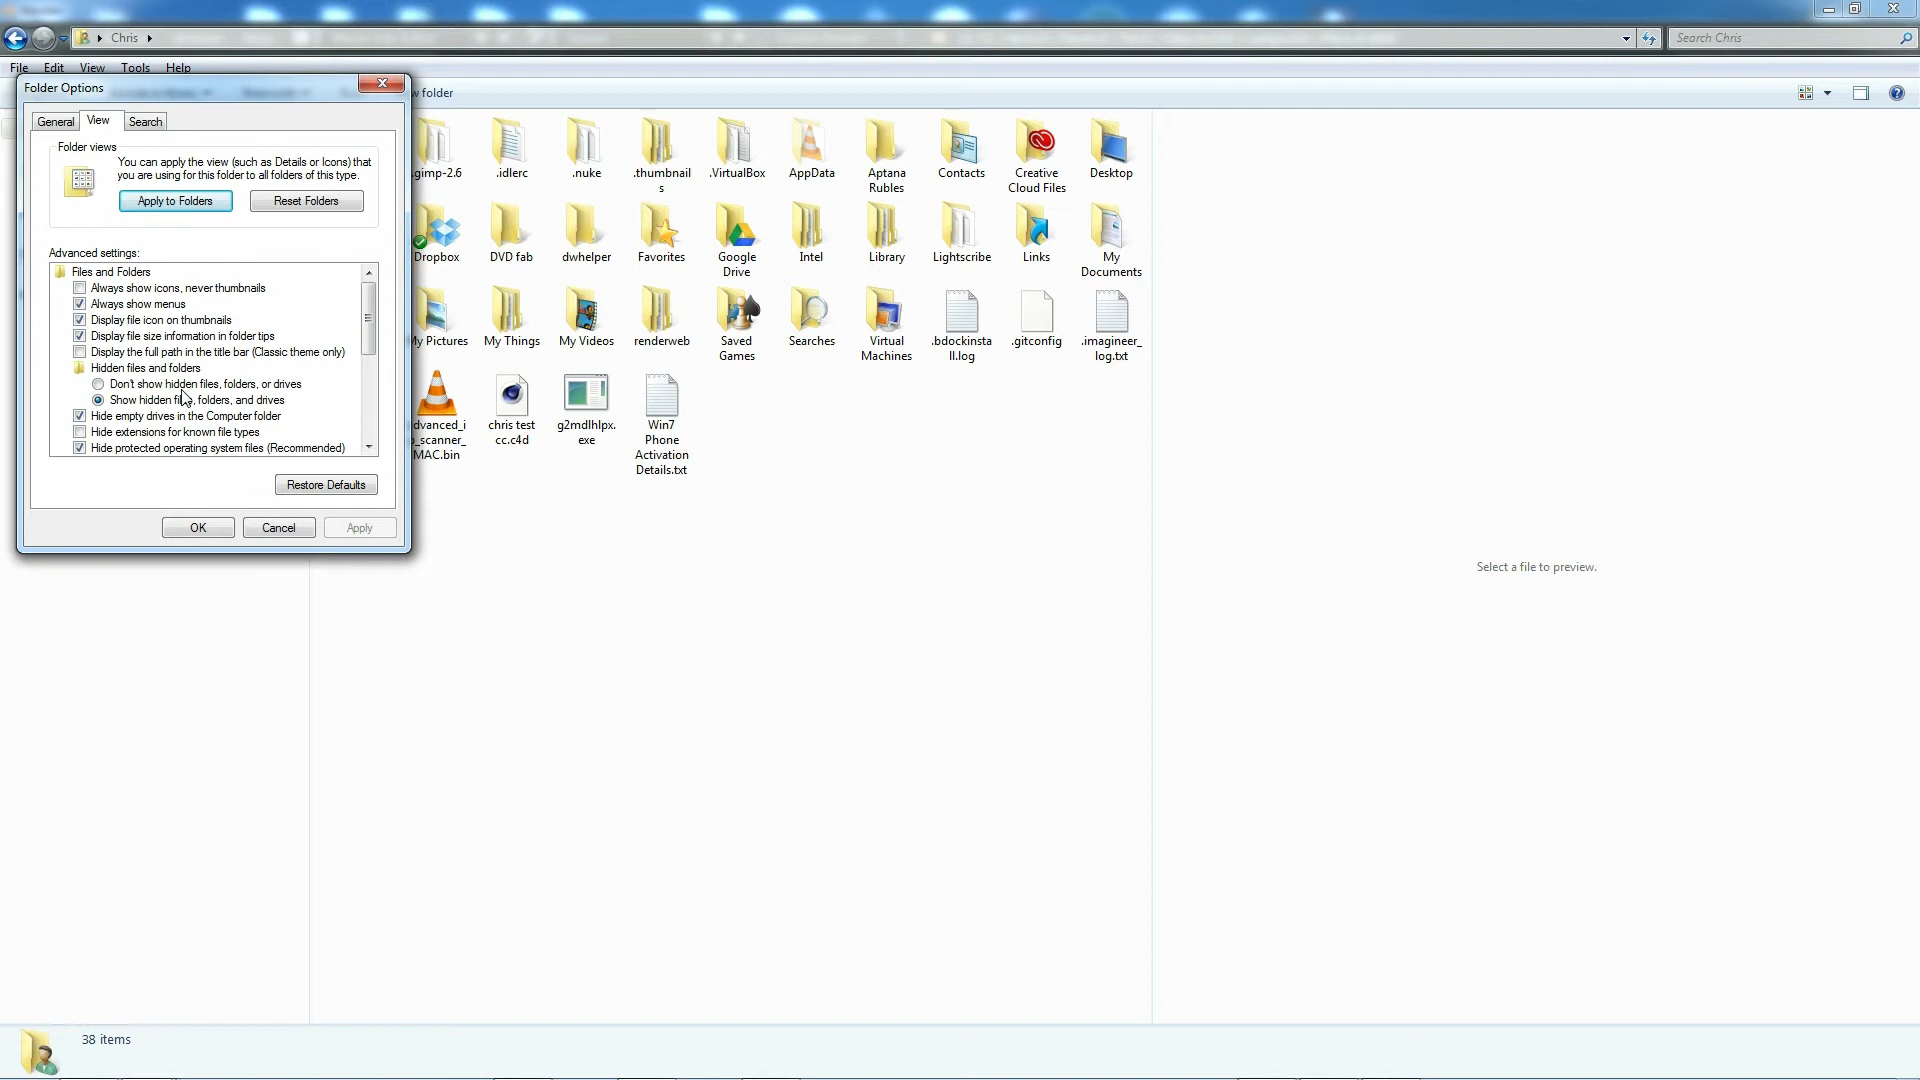 Chris
Search Chris
File Edit View Tools Help
Folder Options
w folder
General View Search
Folder views
You can apply the view (such as Details or Icons) that
you are using for this folder to all folders of this type.
Apply to Folders Reset Folders
Advanced settings:
Files and Folders
Always show icons, never thumbnails
Always show menus
Display file icon on thumbnails
Display file size information in folder tips
Display the full path in the title bar (Classic theme only)
Hidden files and folders
Don't show hidden files, folders, or drives
Show hidden files, folders, and drives
Hide empty drives in the Computer folder
Hide extensions for known file types
Hide protected operating system files (Recommended)
Restore Defaults
OK Cancel Apply
.gimp-2.6 .idlerc .nuke .thumbnail .VirtualBox AppData Aptana Contacts Creative Desktop
s Rubles Cloud Files
Dropbox DVD fab dwhelper Favorites Google Intel Library Lightscribe Links My
Drive Documents
My Pictures My Things My Videos renderweb Saved Searches Virtual .bdockinsta .gitconfig .imagineer_
Games Machines ll.log log.txt
dvanced_i chris test g2mdlhlpx. Win7
p_scanner_ cc.c4d exe Phone
MAC.bin Activation
Details.txt
Select a file to preview.
38 items